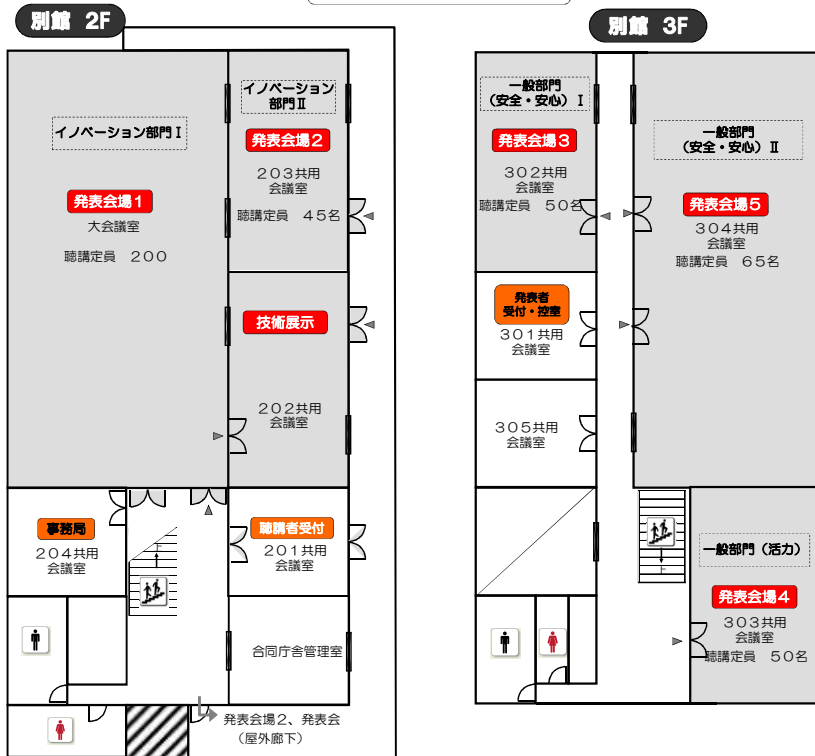 別館 2F
イノベーション部門Ⅰ
発表会場1
大会議室
聴講定員 200
イノベーション
部門Ⅱ
発表会場2
203共用
会議室
聴講定員 45名
技術展示
202共用
会議室
事務局
204共用
会議室
上
聴講者受付
201共用
会議室
合同庁舎管理室
発表会場2、発表会
（屋外廊下）
別館 3F
一般部門
（安全・安心）Ⅰ
発表会場3
302共用
会議室
聴講定員 50名
一般部門
（安全・安心）Ⅱ
発表会場5
304共用
会議室
聴講定員 65名
発表者
受付・控室
301共用
会議室
305共用
会議室
上
一般部門（活力）
発表会場4
303共用
会議室
聴講定員 50名